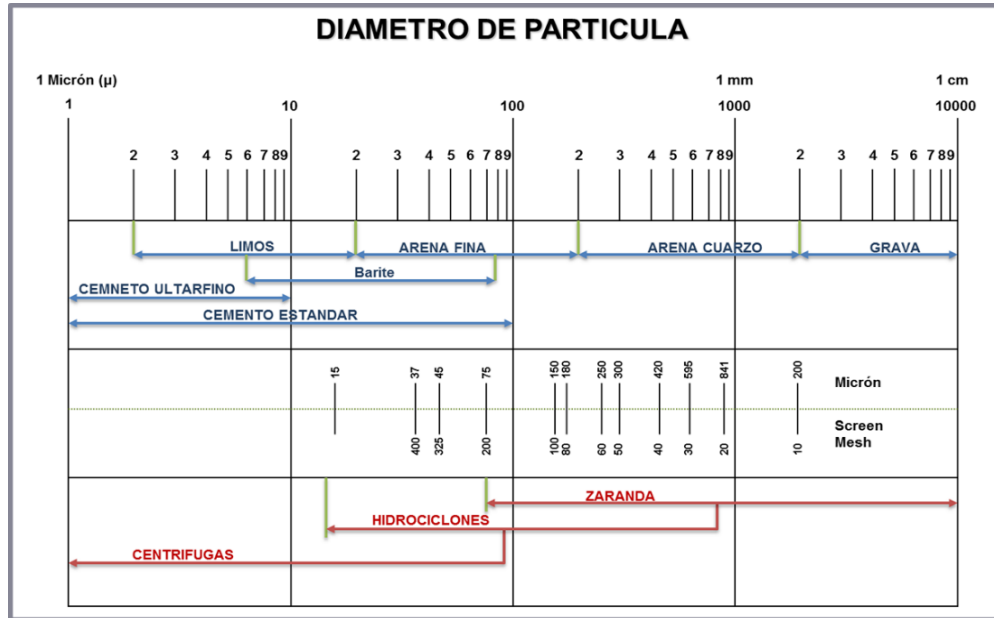 DIAMETRO DE PARTICULA
1 Micrón (µ) 1 mm 1 cm
1 10 100 1000 10000
2 3 4 5 6 7 8 9 2 3 4 5 6 7 8 9 2 3 4 5 6 7 8 9 2 3 4 5 6 7 8 9
LIMOS ARENA FINA ARENA CUARZO GRAVA
Barite
CEMNETO ULTARFINO
CEMENTO ESTANDAR
15 37 45 75 150 180 250 300 420 595 841 200 Micrón
400 325 200 100 80 60 50 40 30 20 10 Screen
Mesh
ZARANDA
HIDROCICLONES
CENTRIFUGAS